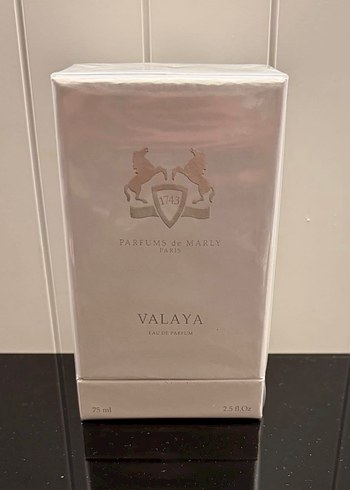 1743
PARFUMS de MARLY
PARIS
VALAYA
EAU DE PARFUM
75 ml 2.5 fl.Oz